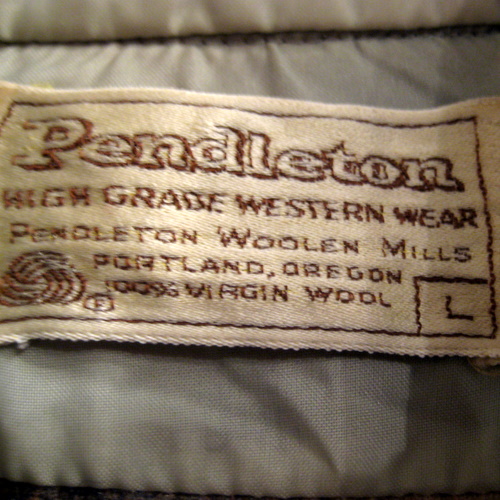 Pendleton
HIGH GRADE WESTERN WEAR
PENDLETON WOOLEN MILLS
PORTLAND, OREGON
100% VIRGIN WOOL
L
®